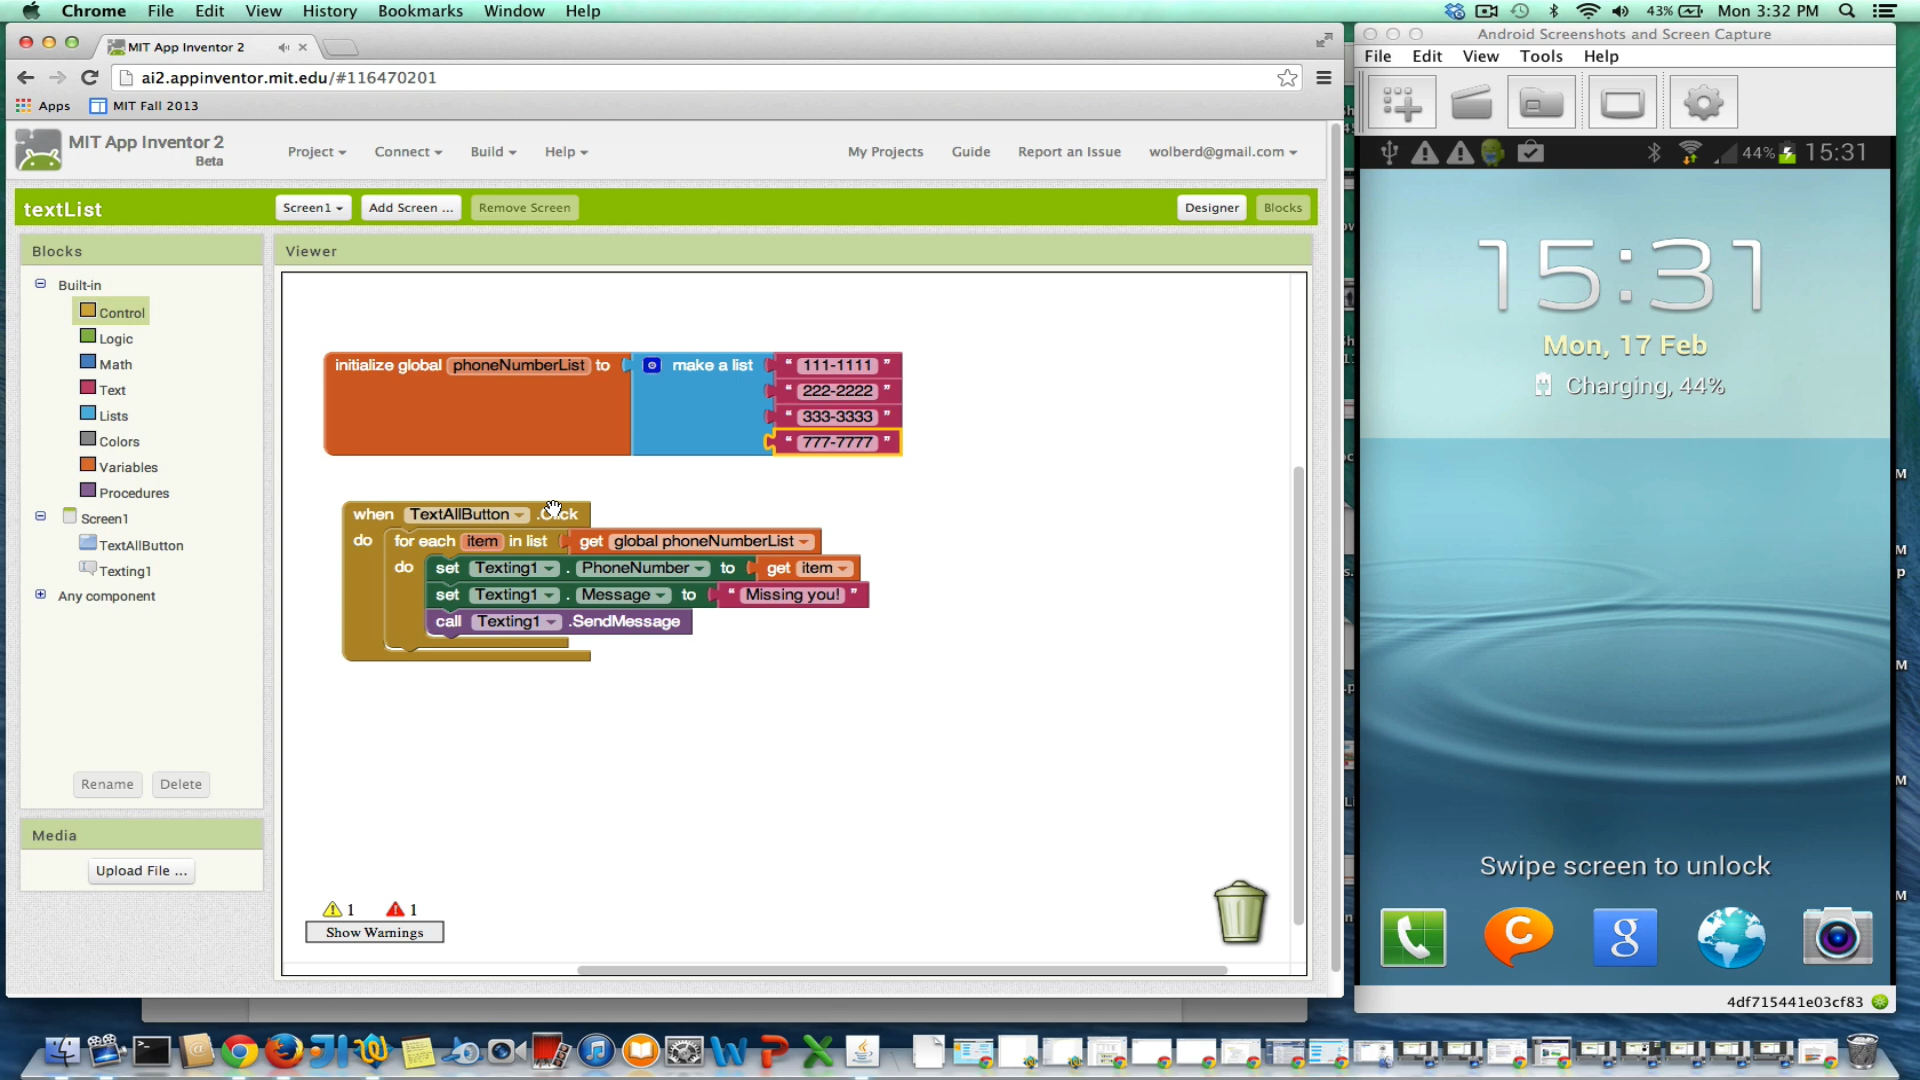 Chrome File Edit View History Bookmarks Window Help
43% Mon 3:32 PM
MIT App Inventor 2
Android Screenshots and Screen Capture
File Edit View Tools Help
ai2.appinventor.mit.edu/#116470201
Apps MIT Fall 2013
MIT App Inventor 2
Beta
Project Connect Build Help
My Projects Guide Report an Issue wolberd@gmail.com
44% 15:31
textList Screen1 Add Screen ... Remove Screen Designer Blocks
Blocks
Viewer
Built-in
Control
Logic
Math
Text
Lists
Colors
Variables
Procedures
Screen1
TextAllButton
Texting1
Any component
Rename Delete
Media
Upload File ...
initialize global phoneNumberList to make a list “ 111-1111 ”
“ 222-2222 ”
“ 333-3333 ”
“ 777-7777 ”
when TextAllButton .Click
do for each item in list get global phoneNumberList
do set Texting1 . PhoneNumber to get item
set Texting1 . Message to “ Missing you! ”
call Texting1 .SendMessage
1 1
Show Warnings
15:31
Mon, 17 Feb
Charging, 44%
Swipe screen to unlock
C
g
4df715441e03cf83